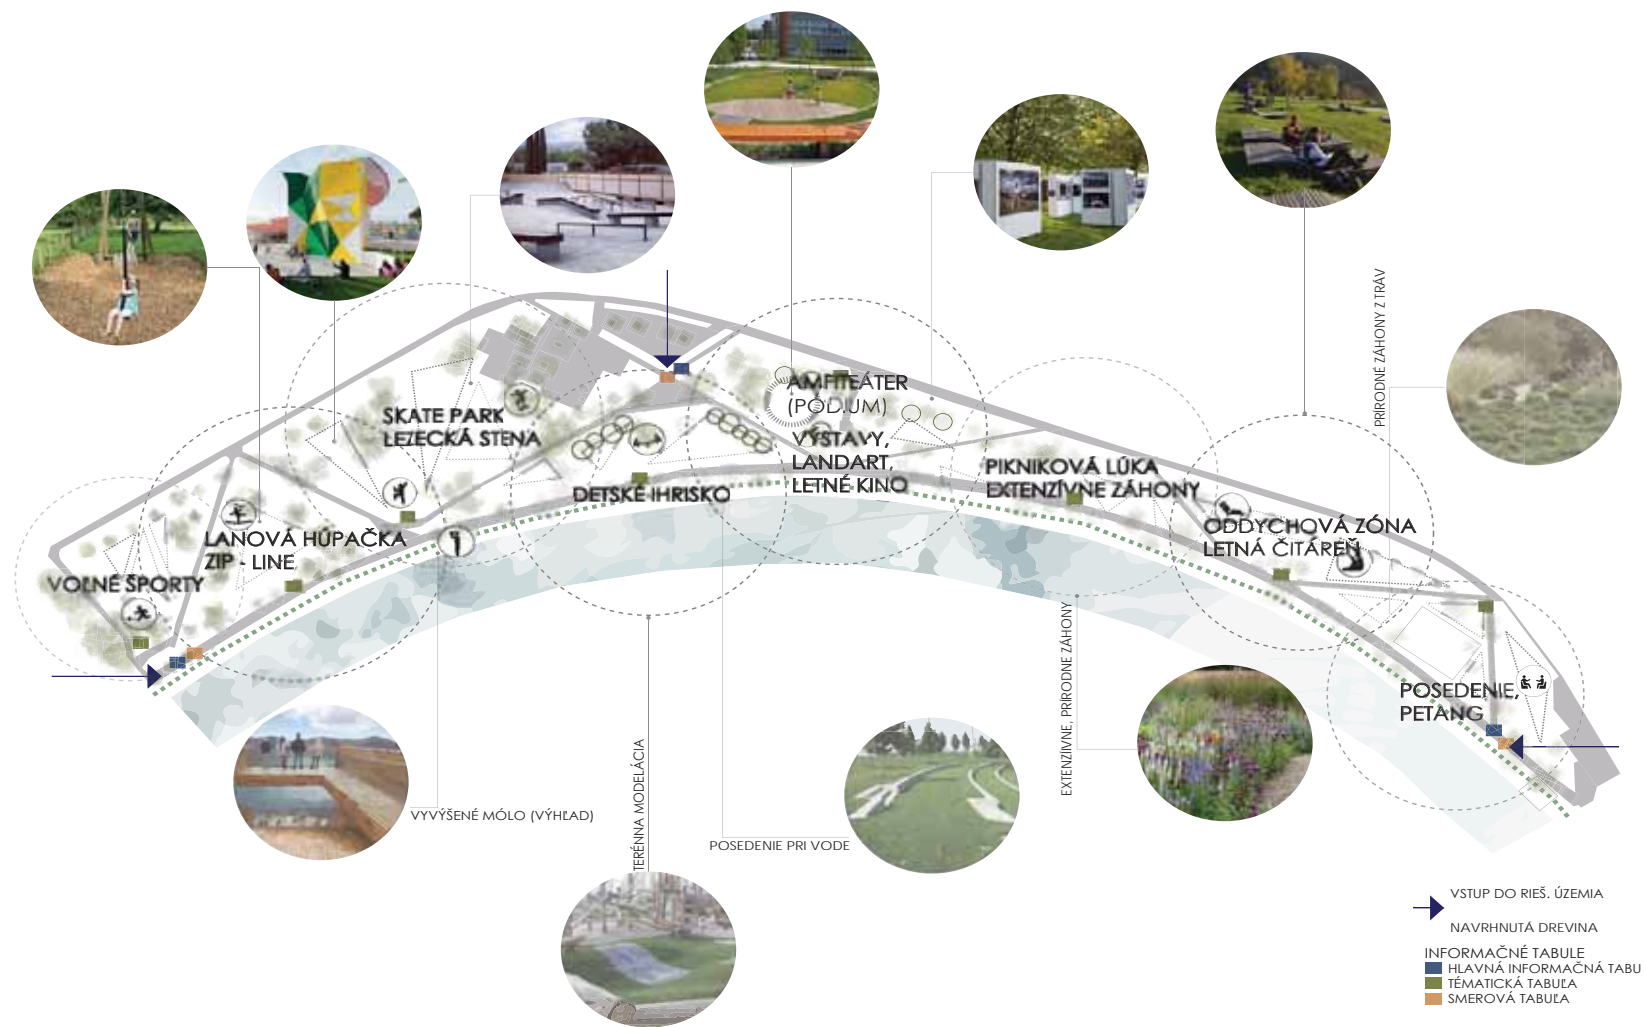 PRÍRODNÉ ZÁHONY Z TRÁV
AMFITEÁTER
(PÓDIUM)
SKATE PARK
LEZECKÁ STENA
VÝSTAVY,
LANDART,
LETNÉ KINO
PIKNIKOVÁ LÚKA
EXTENZÍVNE ZÁHONY
DETSKÉ IHRISKO
ODDYCHOVÁ ZÓNA
LETNÁ ČITÁREŇ
LANOVÁ HÚPAČKA
ZIP - LINE
VOĽNÉ ŠPORTY
POSEDENIE,
PETANG
EXTENZÍVNE, PRÍRODNE ZÁHONY
TERÉNNA MODELÁCIA
VYVÝŠENÉ MÓLO (VÝHĽAD)
POSEDENIE PRI VODE
VSTUP DO RIEŠ. ÚZEMIA
NAVRHNUTÁ DREVINA
INFORMAČNÉ TABULE
HLAVNÁ INFORMAČNÁ TABU
TÉMATICKÁ TABUĽA
SMEROVÁ TABUĽA